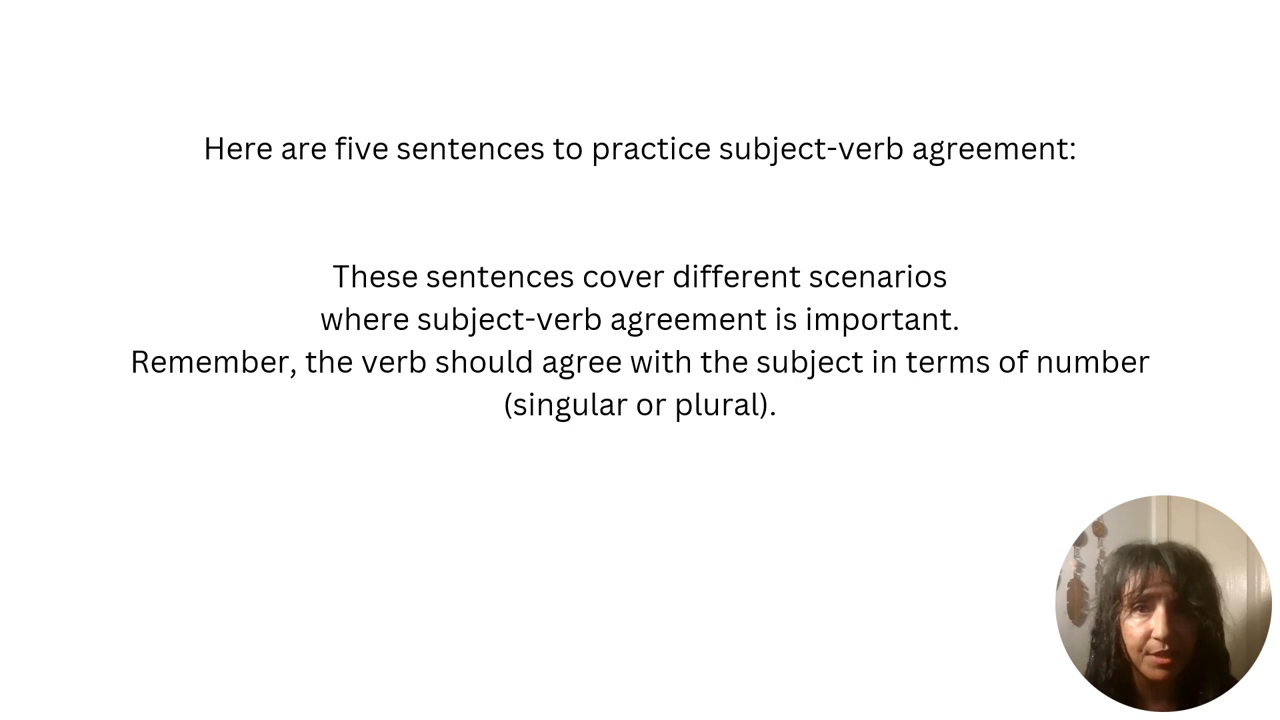 Here are five sentences to practice subject-verb agreement:
These sentences cover different scenarios
where subject-verb agreement is important.
Remember, the verb should agree with the subject in terms of number
(singular or plural).